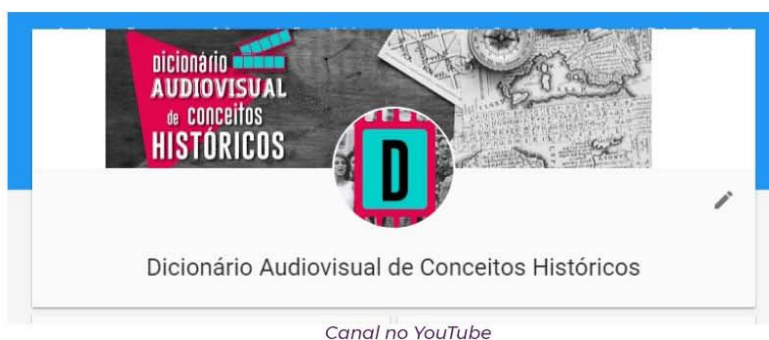 DICIONÁRIO
AUDIOVISUAL
de CONCEITOS
HISTÓRICOS
D
Dicionário Audiovisual de Conceitos Históricos
Canal no YouTube